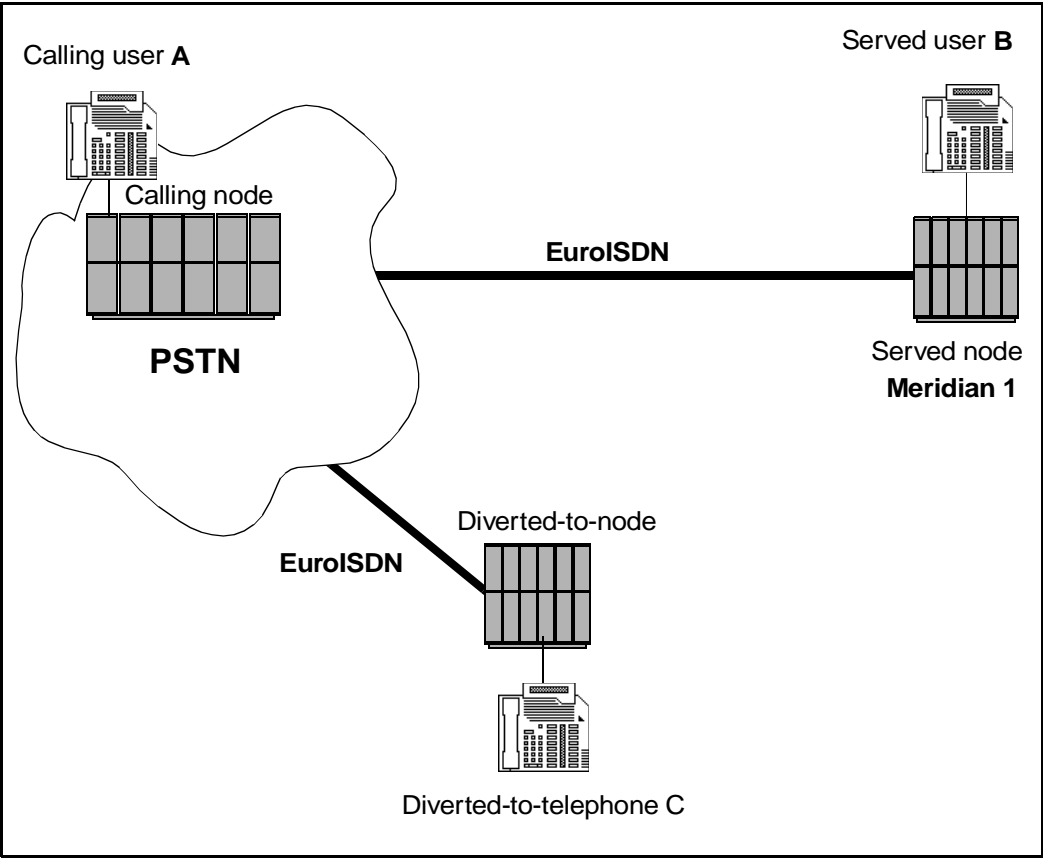 Calling user A
Served user B
Calling node
EuroISDN
PSTN
Served node
Meridian 1
Diverted-to-node
EuroISDN
Diverted-to-telephone C